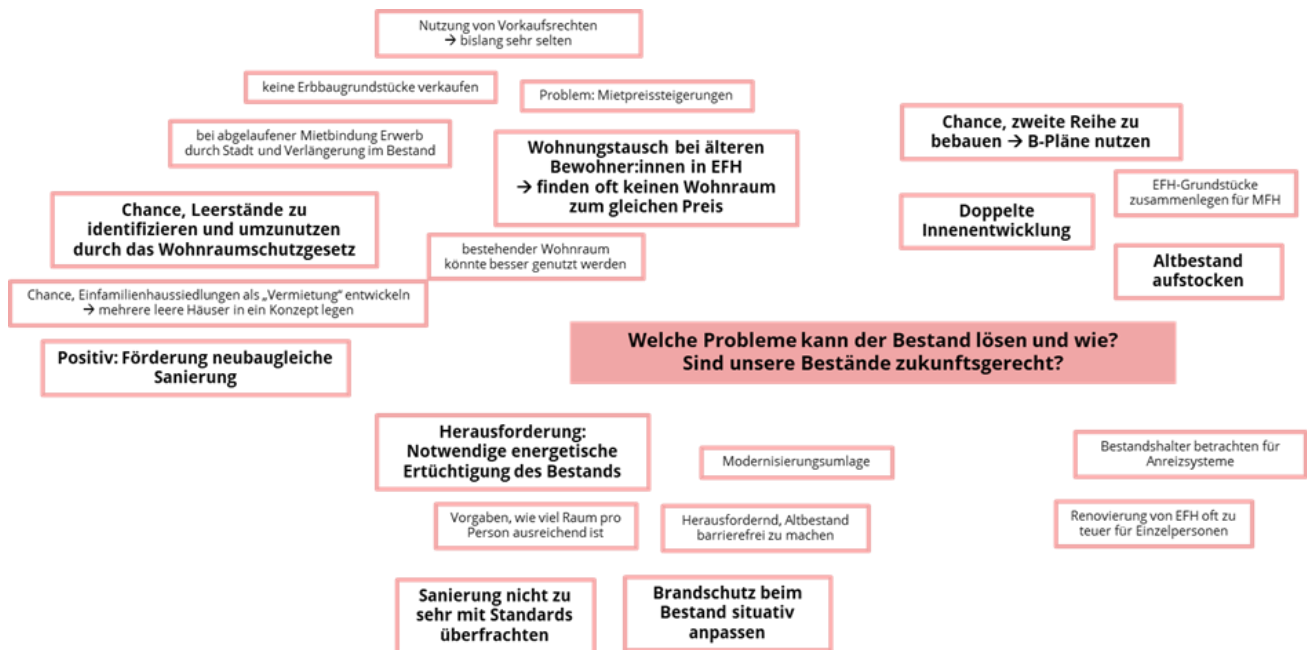 Nutzung von Vorkaufsrechten
→ bislang sehr selten
keine Erbbaugrundstücke verkaufen
Problem: Mietpreissteigerungen
bei abgelaufener Mietbindung Erwerb
durch Stadt und Verlängerung im Bestand
Wohnungstausch bei älteren
Bewohner:innen in EFH
→ finden oft keinen Wohnraum
zum gleichen Preis
Chance, zweite Reihe zu
bebauen → B-Pläne nutzen
EFH-Grundstücke
zusammenlegen für MFH
Chance, Leerstände zu
identifizieren und umzunutzen
durch das Wohnraumschutzgesetz
Doppelte
Innenentwicklung
bestehender Wohnraum
könnte besser genutzt werden
Altbestand
aufstocken
Chance, Einfamilienhaussiedlungen als „Vermietung“ entwickeln
→ mehrere leere Häuser in ein Konzept legen
Welche Probleme kann der Bestand lösen und wie?
Sind unsere Bestände zukunftsgerecht?
Positiv: Förderung neubaugleiche
Sanierung
Herausforderung:
Notwendige energetische
Ertüchtigung des Bestands
Modernisierungsumlage
Bestandshalter betrachten für
Anreizsysteme
Vorgaben, wie viel Raum pro
Person ausreichend ist
Herausfordernd, Altbestand
barrierefrei zu machen
Renovierung von EFH oft zu
teuer für Einzelpersonen
Sanierung nicht zu
sehr mit Standards
überfrachten
Brandschutz beim
Bestand situativ
anpassen